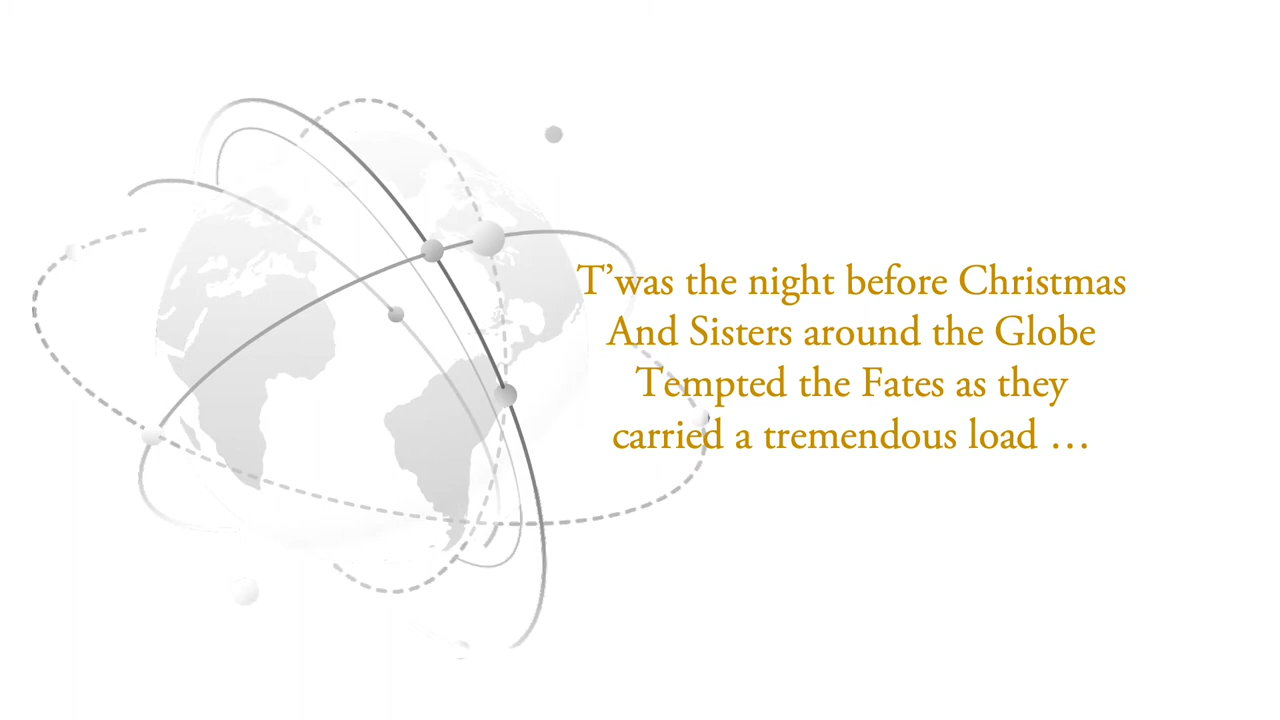 T’was the night before Christmas
And Sisters around the Globe
Tempted the Fates as they
carried a tremendous load …